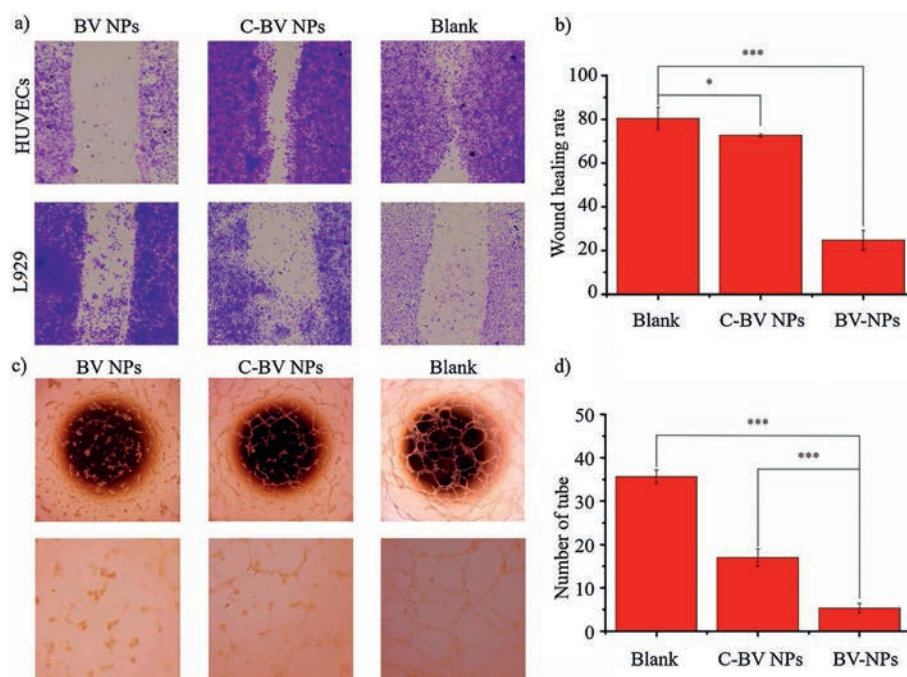 a)
BV NPs
C-BV NPs
Blank
HUVECs
L929
b)
***
*
100
80
60
40
20
0
Wound healing rate
Blank
C-BV NPs
BV-NPs
c)
BV NPs
C-BV NPs
Blank
d)
***
***
50
40
30
20
10
0
Number of tube
Blank
C-BV NPs
BV-NPs